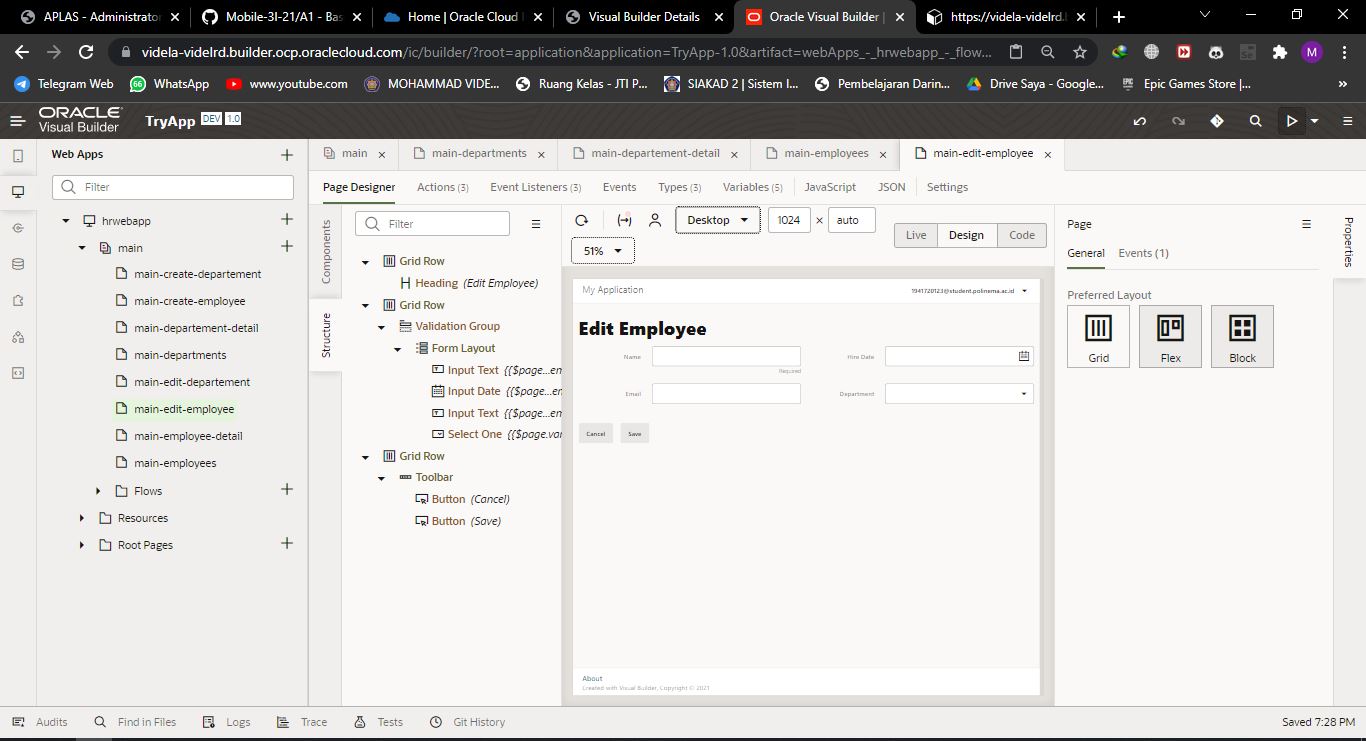 APLAS - Administrator
Mobile-3I-21/A1 - Bas
Home | Oracle Cloud
Visual Builder Details
Oracle Visual Builder |
https://videla-videlrd.b
videla-videlrd.builder.ocp.oraclecloud.com/ic/builder/?root=application&application=TryApp-1.0&artifact=webApps_-_hrwebapp_-_flow...
M
Telegram Web
66
WhatsApp
www.youtube.com
MOHAMMAD VIDE...
Ruang Kelas - JTI P...
SIAKAD 2 | Sistem I...
Pembelajaran Darin...
Drive Saya - Google...
Epic Games Store |...
ORACLE
Visual Builder
TryApp DEV 1.0
Web Apps
Filter
hrwebapp
main
main-create-departement
main-create-employee
main-departement-detail
main-departments
main-edit-departement
main-edit-employee
main-employee-detail
main-employees
Flows
Resources
Root Pages
main
main-departments
main-departement-detail
main-employees
main-edit-employee
Page Designer
Actions (3)
Event Listeners (3)
Events
Types (3)
Variables (5)
JavaScript
JSON
Settings
Components
Structure
Filter
Grid Row
Heading (Edit Employee)
Grid Row
Validation Group
Form Layout
Input Text {{$page...en
Input Date {{$page...en
Input Text {{$page...en
Select One {{$page.var
Grid Row
Toolbar
Button (Cancel)
Button (Save)
Desktop
1024 × auto
Live
Design
Code
51%
My Application
1941720123@student.polinema.ac.id
Edit Employee
Name
Required
Hire Date
Email
Department
Cancel
Save
About
Created with Visual Builder, Copyright © 2021
Page
General
Events (1)
Preferred Layout
Grid
Flex
Block
Properties
Audits
Find in Files
Logs
Trace
Tests
Git History
Saved 7:28 PM